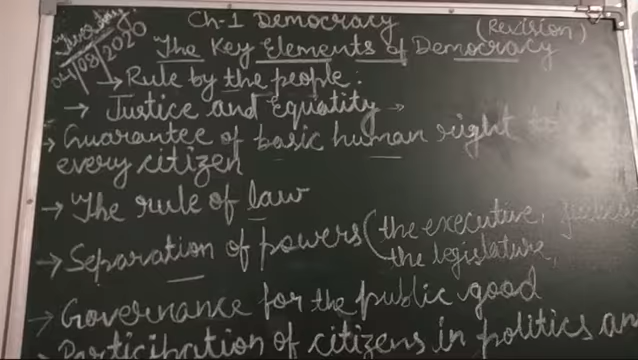 Ch-1 Democracy (Revision)
Tuesday
04/08/2020
The Key Elements of Democracy
→ Rule by the people:
→ Justice and Equatity →
→ Guarantee of basic human right to
every citizen
→ The rule of law
→ Separation of powers (the executive,
the legislature,
→ Governance for the public good
→ Participation of citizens in politics an